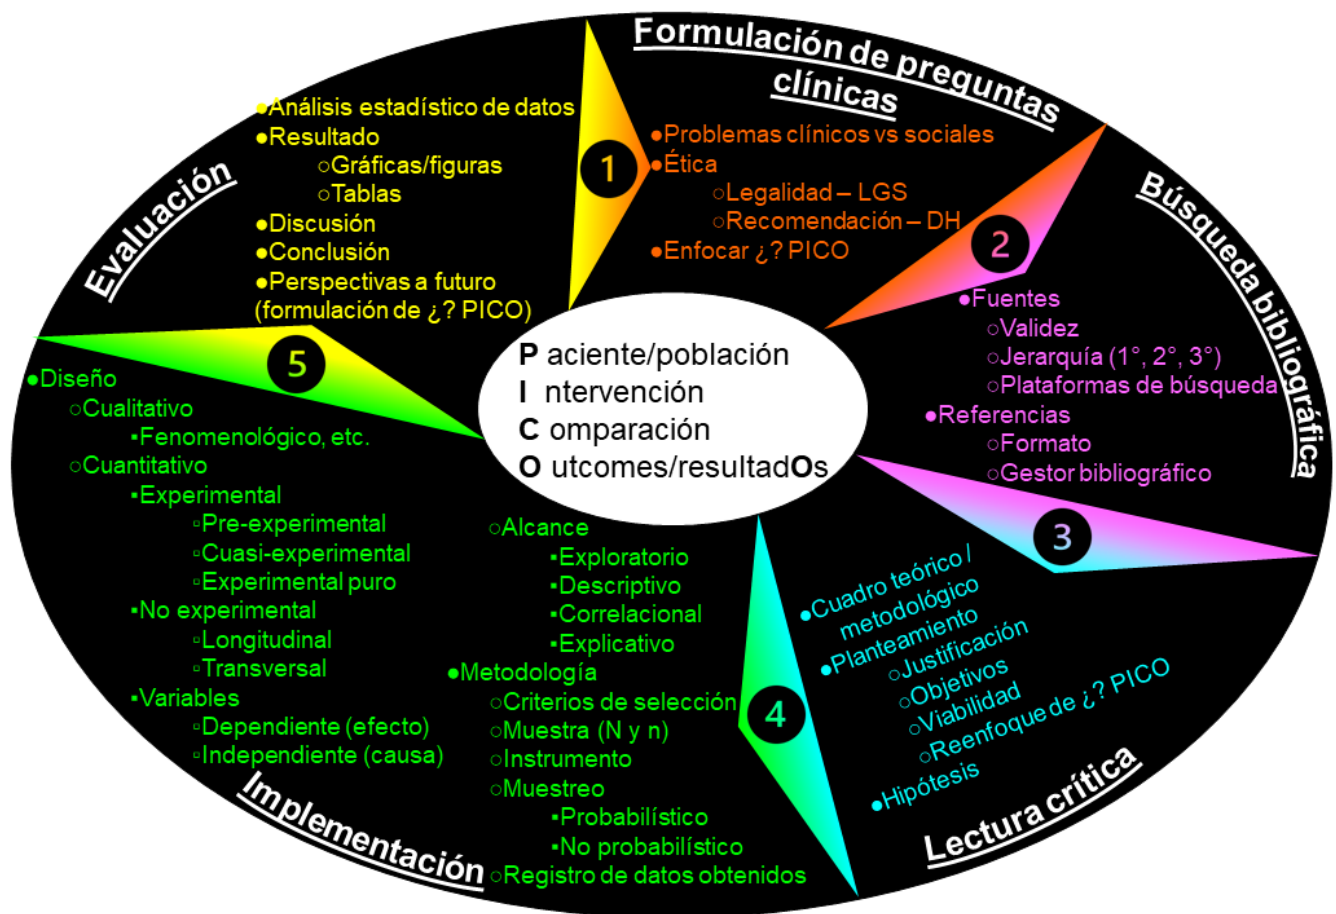 Formulación de preguntas
clínicas
1
●Problemas clínicos vs sociales
●Ética
○Legalidad – LGS
○Recomendación – DH
●Enfocar ¿? PICO
2
Búsqueda bibliográfica
●Fuentes
○Validez
○Jerarquía (1°, 2°, 3°)
○Plataformas de búsqueda
●Referencias
○Formato
○Gestor bibliográfico
3
●Cuadro teórico /
metodológico
●Planteamiento
○Justificación
○Objetivos
○Viabilidad
○Reenfoque de ¿? PICO
●Hipótesis
Lectura crítica
4
●Diseño
○Cualitativo
▪Fenomenológico, etc.
○Cuantitativo
▪Experimental
▫Pre-experimental
▫Cuasi-experimental
▫Experimental puro
▪No experimental
▫Longitudinal
▫Transversal
▪Variables
▫Dependiente (efecto)
▫Independiente (causa)
○Alcance
▪Exploratorio
▪Descriptivo
▪Correlacional
▪Explicativo
●Metodología
○Criterios de selección
○Muestra (N y n)
○Instrumento
○Muestreo
▪Probabilístico
▪No probabilístico
○Registro de datos obtenidos
Implementación
5
Evaluación
●Análisis estadístico de datos
●Resultado
○Gráficas/figuras
○Tablas
●Discusión
●Conclusión
●Perspectivas a futuro
(formulación de ¿? PICO)
P aciente/población
I ntervención
C omparación
O utcomes/resultadOs